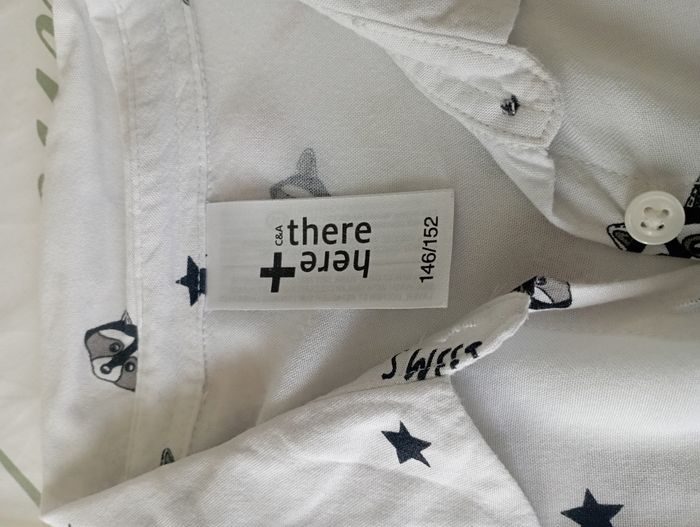 C&A
there
+
here
146/152
SWEET